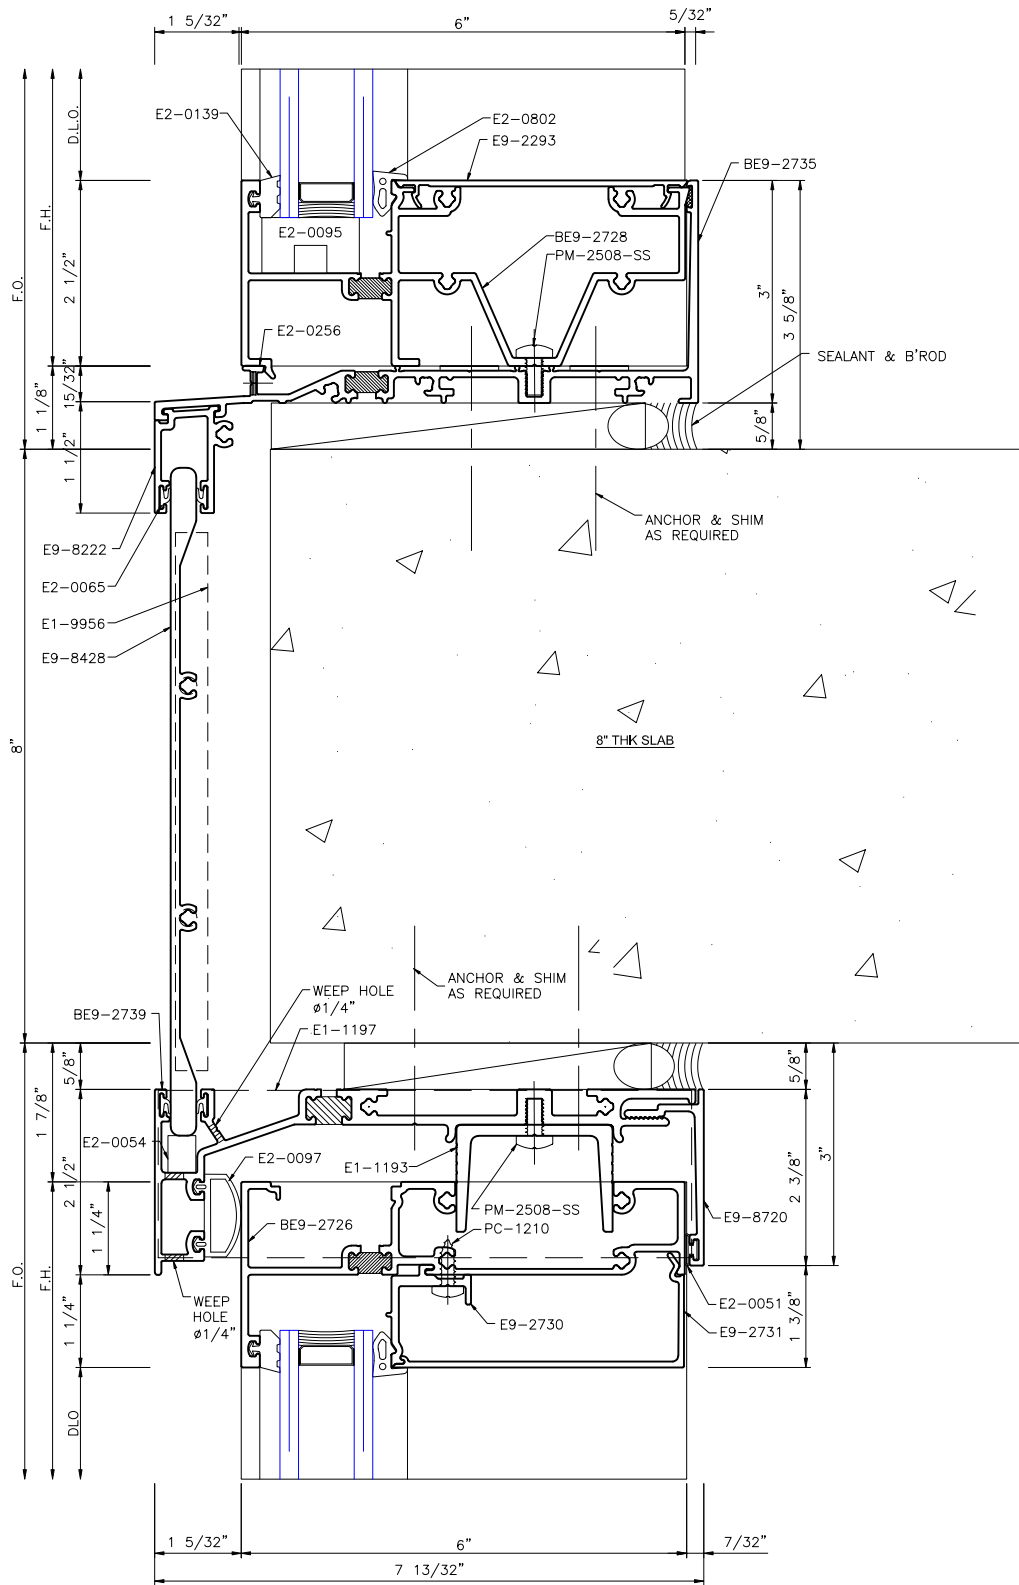 1 5/32"
6"
5/32"
E2-0139
E2-0802
E9-2293
BE9-2735
D.L.O.
F.H.
F.O.
E2-0095
BE9-2728
PM-2508-SS
2 1/2"
3"
3 5/8"
E2-0256
SEALANT & B'ROD
15/32"
1 1/8"
5/8"
1 1/2"
ANCHOR & SHIM
AS REQUIRED
E9-8222
E2-0065
E1-9956
E9-8428
8"
8" THK SLAB
ANCHOR & SHIM
AS REQUIRED
WEEP HOLE
ø1/4"
BE9-2739
E1-1197
5/8"
5/8"
1 7/8"
E2-0054
E2-0097
E1-1193
2 1/2"
2 3/8"
3"
PM-2508-SS
PC-1210
E9-8720
BE9-2726
1 1/4"
F.O.
F.H.
WEEP
HOLE
ø1/4"
E2-0051
E9-2730
E9-2731
1 1/4"
1 3/8"
DLO
1 5/32"
6"
7/32"
7 13/32"